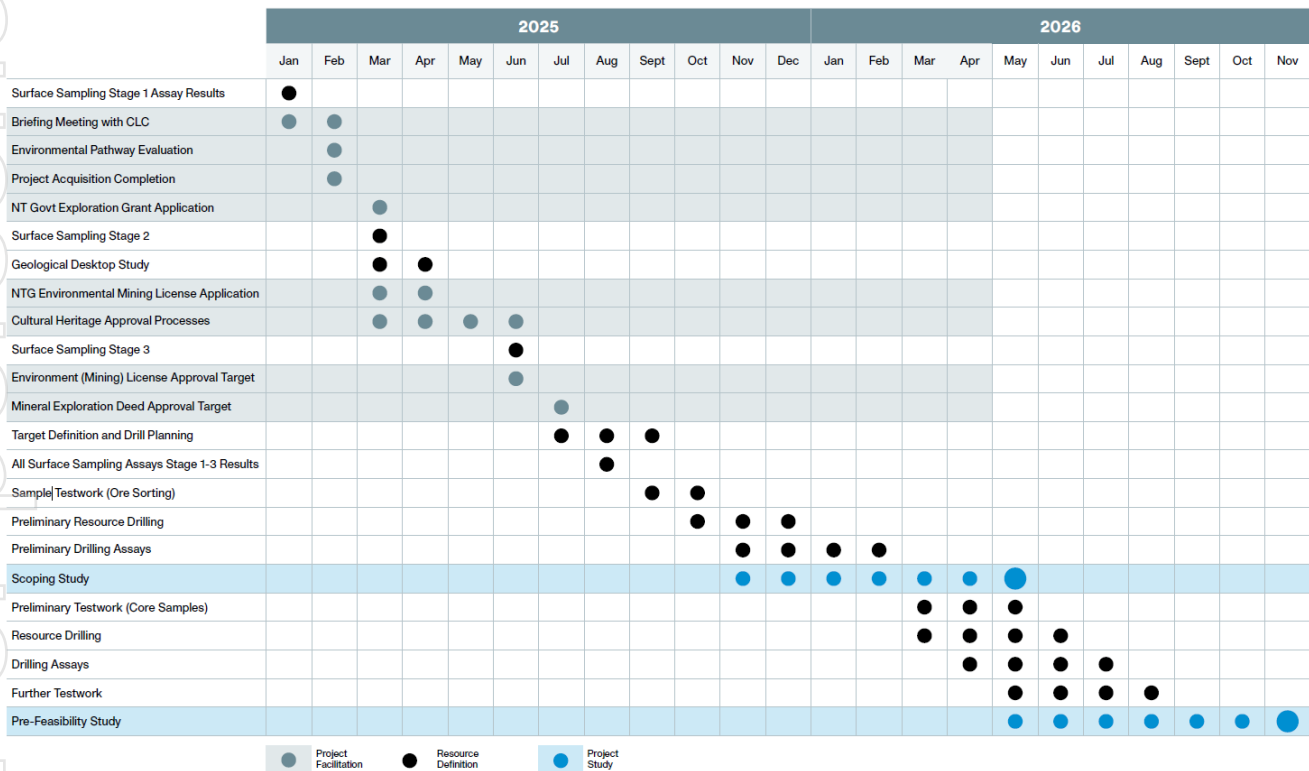 2025 2026
Jan Feb Mar Apr May Jun Jul Aug Sept Oct Nov Dec Jan Feb Mar Apr May Jun Jul Aug Sept Oct Nov
Surface Sampling Stage 1 Assay Results
Briefing Meeting with CLC
Environmental Pathway Evaluation
Project Acquisition Completion
NT Govt Exploration Grant Application
Surface Sampling Stage 2
Geological Desktop Study
NTG Environmental Mining License Application
Cultural Heritage Approval Processes
Surface Sampling Stage 3
Environment (Mining) License Approval Target
Mineral Exploration Deed Approval Target
Target Definition and Drill Planning
All Surface Sampling Assays Stage 1-3 Results
Sample Testwork (Ore Sorting)
Preliminary Resource Drilling
Preliminary Drilling Assays
Scoping Study
Preliminary Testwork (Core Samples)
Resource Drilling
Drilling Assays
Further Testwork
Pre-Feasibility Study
Project
Facilitation
Resource
Definition
Project
Study